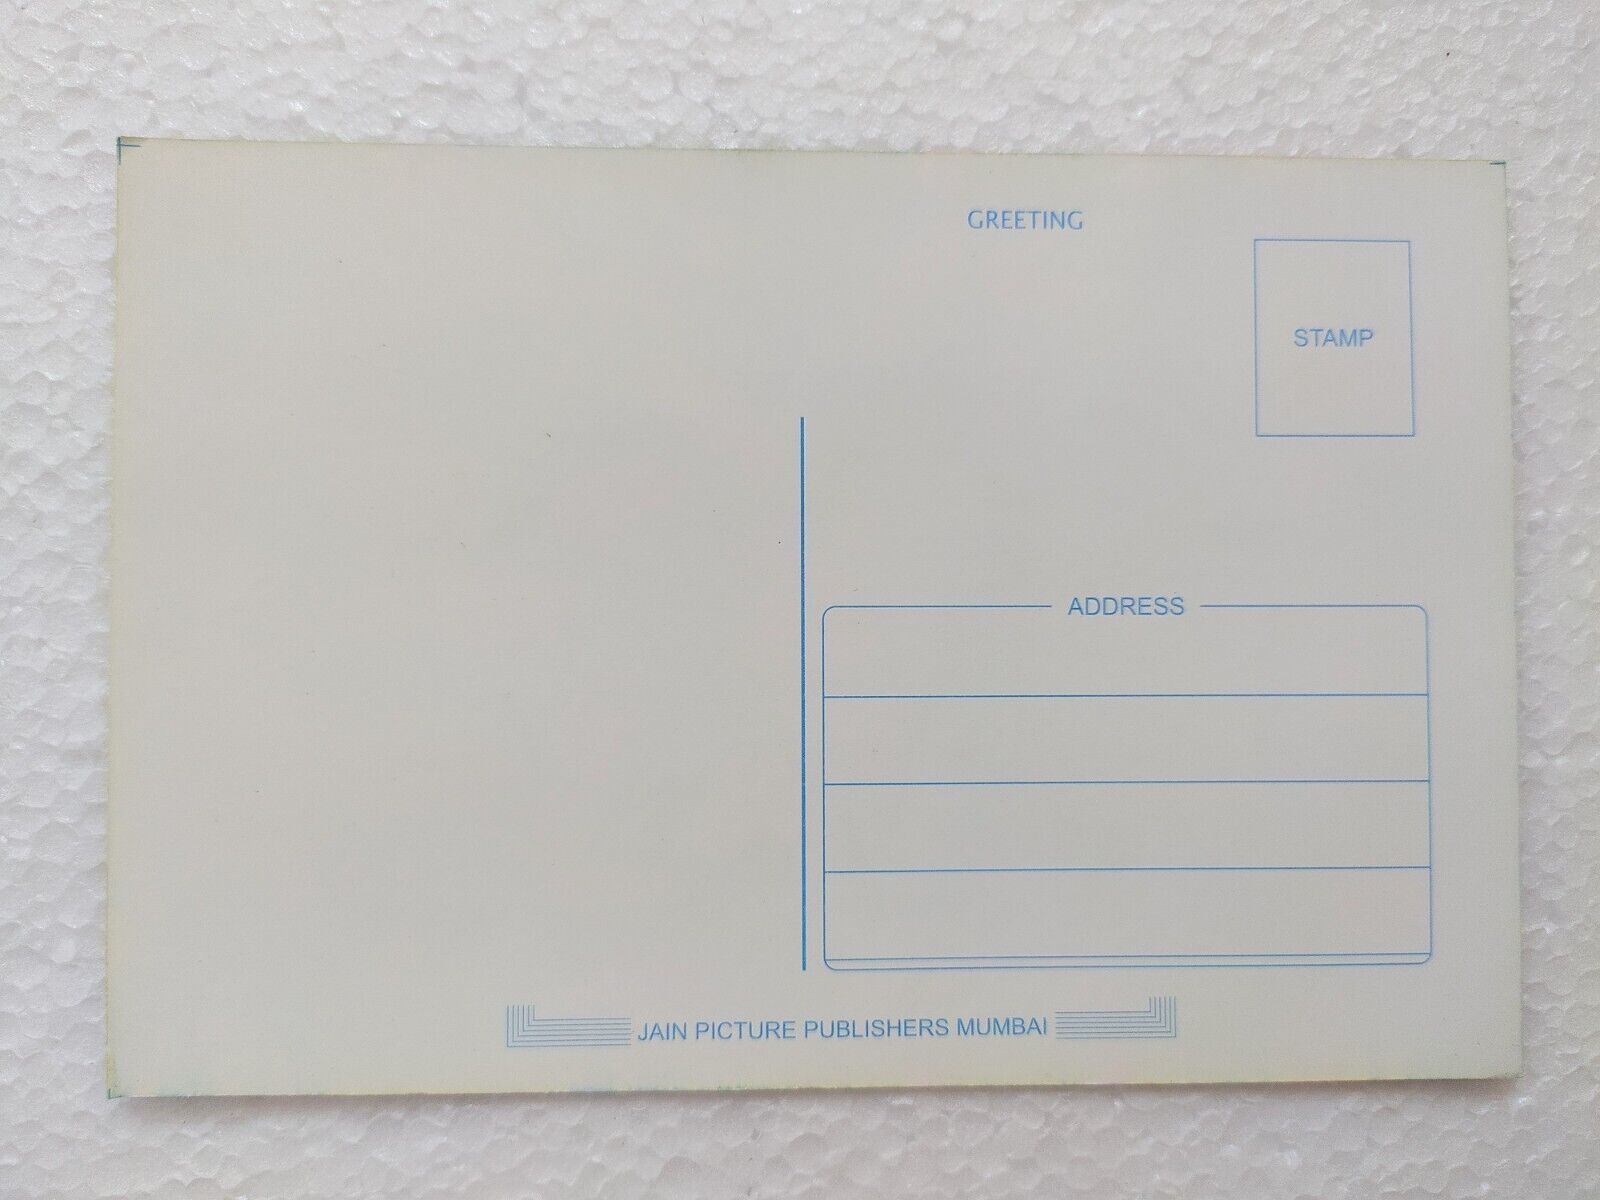 GREETING
STAMP
ADDRESS
JAIN PICTURE PUBLISHERS MUMBAI